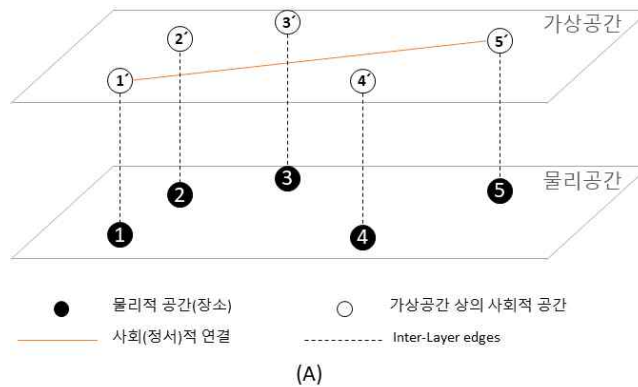 가상공간
3´
2´
5´
1´
4´
물리공간
3
2
5
1
4
물리적 공간(장소)
가상공간 상의 사회적 공간
사회(정서)적 연결
Inter-Layer edges
(A)